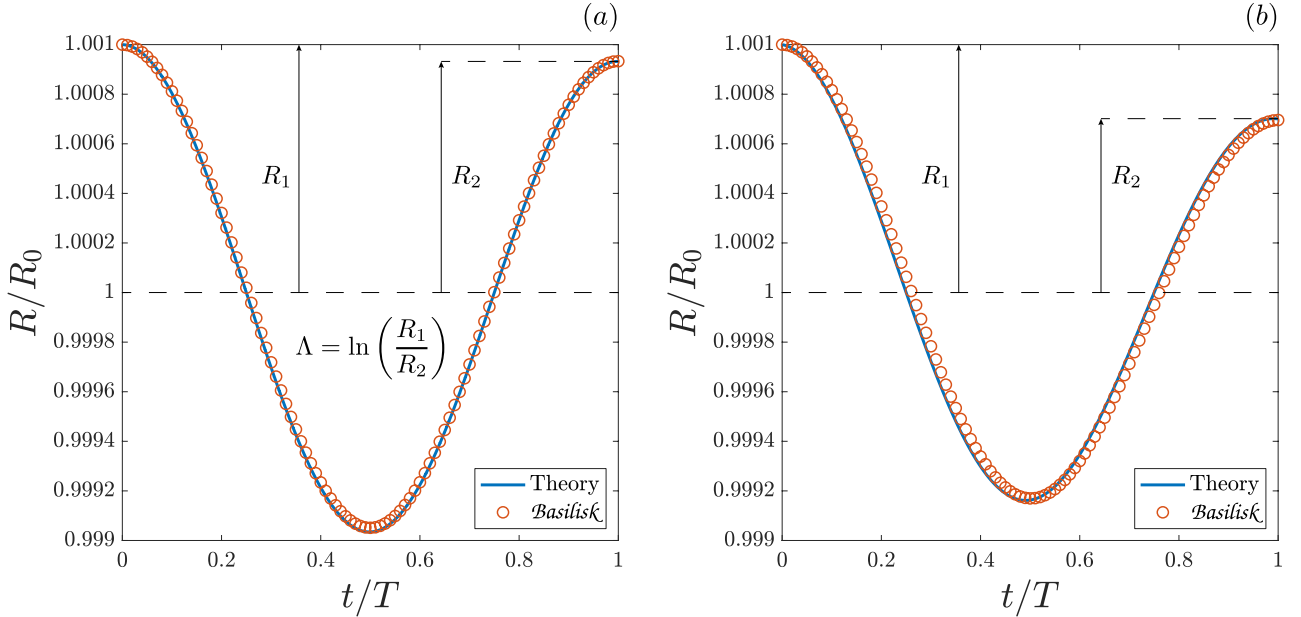 (a)
1.001
1.0008
1.0006
1.0004
1.0002
1
0.9998
0.9996
0.9994
0.9992
0.999
R/R₀
R₁
R₂
Λ = ln(R₁/R₂)
Theory
Basilisk
0 0.2 0.4 0.6 0.8 1
t/T
(b)
1.001
1.0008
1.0006
1.0004
1.0002
1
0.9998
0.9996
0.9994
0.9992
0.999
R/R₀
R₁
R₂
Theory
Basilisk
0 0.2 0.4 0.6 0.8 1
t/T